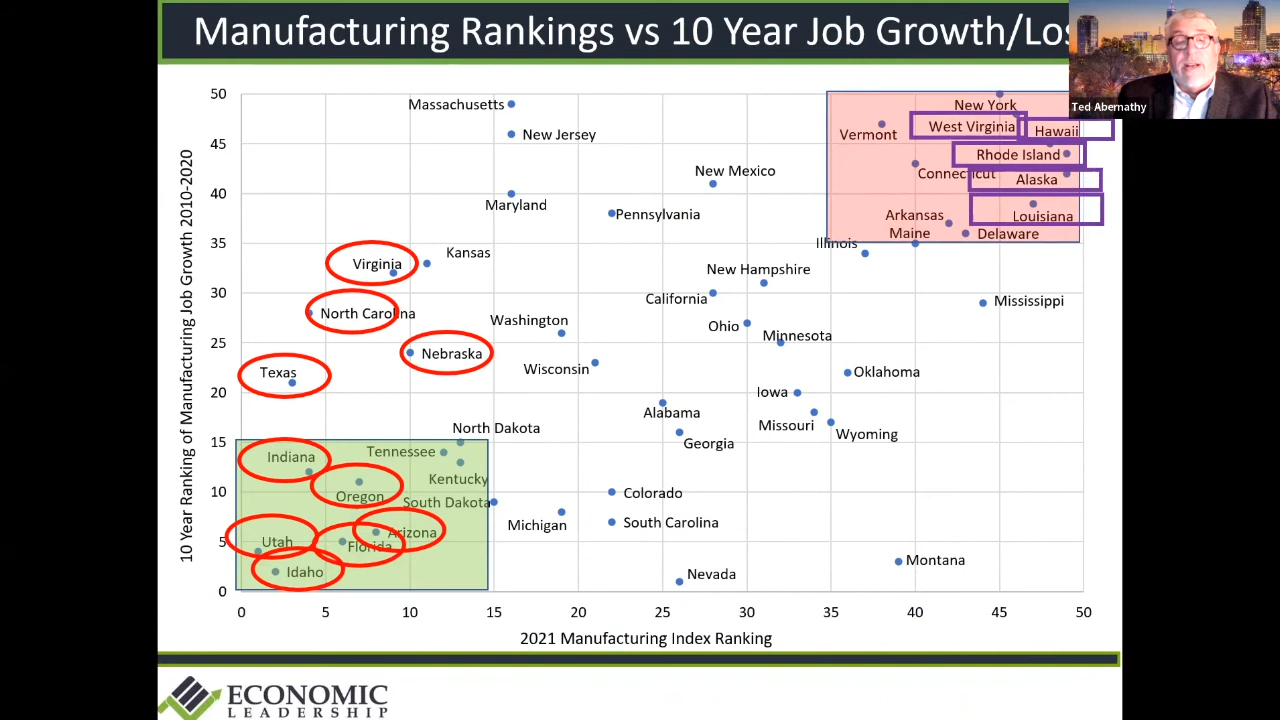 Manufacturing Rankings vs 10 Year Job Growth/Los
Ted Abernathy
10 Year Ranking of Manufacturing Job Growth 2010-2020
50
45
40
35
30
25
20
15
10
5
0
Massachusetts
New York
New Jersey
Vermont
West Virginia
Hawaii
Rhode Island
New Mexico
Connecticut
Alaska
Maryland
Pennsylvania
Arkansas
Louisiana
Maine
Delaware
Illinois
Kansas
Virginia
New Hampshire
California
Mississippi
North Carolina
Washington
Ohio
Minnesota
Nebraska
Wisconsin
Texas
Oklahoma
Iowa
Alabama
Missouri
Wyoming
North Dakota
Georgia
Tennessee
Indiana
Kentucky
Oregon
Colorado
South Dakota
Michigan
South Carolina
Arizona
Utah
Florida
Montana
Idaho
Nevada
0 5 10 15 20 25 30 35 40 45 50
2021 Manufacturing Index Ranking
ECONOMIC
LEADERSHIP